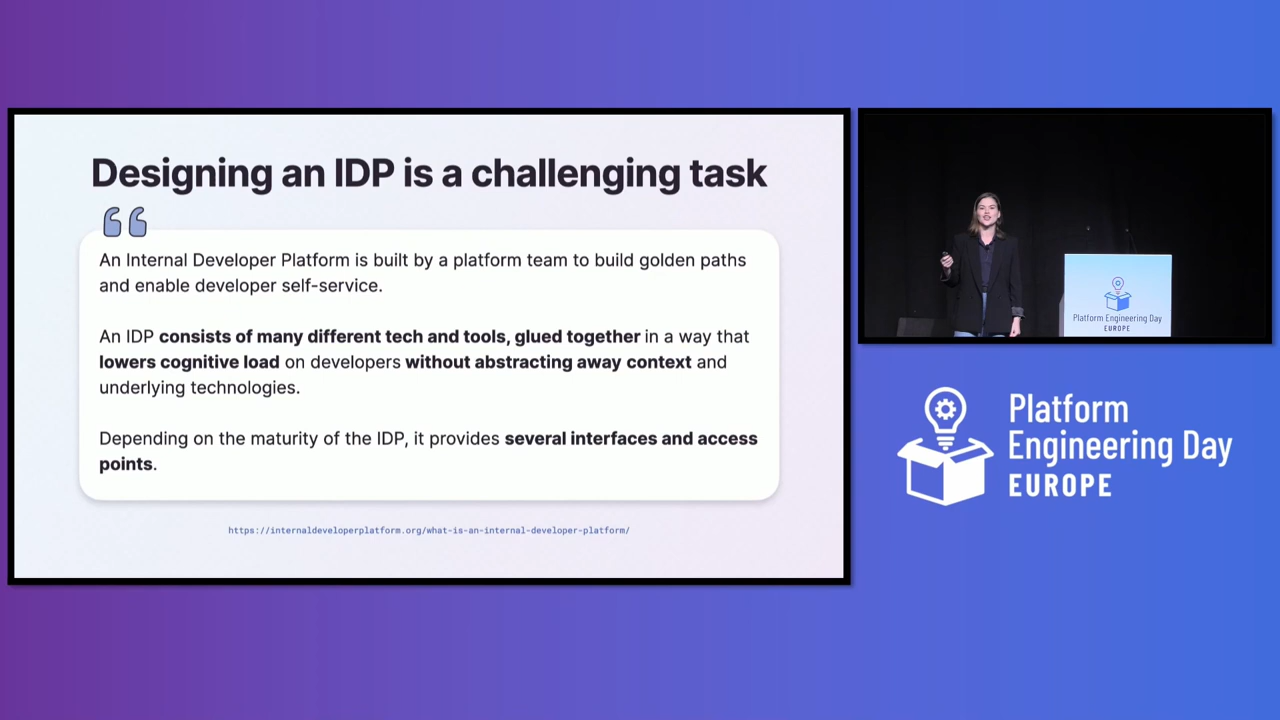 Designing an IDP is a challenging task
An Internal Developer Platform is built by a platform team to build golden paths
and enable developer self-service.
An IDP consists of many different tech and tools, glued together in a way that
lowers cognitive load on developers without abstracting away context and
underlying technologies.
Depending on the maturity of the IDP, it provides several interfaces and access
points.
https://internaldeveloperplatform.org/what-is-an-internal-developer-platform/
Platform Engineering Day
EUROPE
Platform
Engineering Day
EUROPE